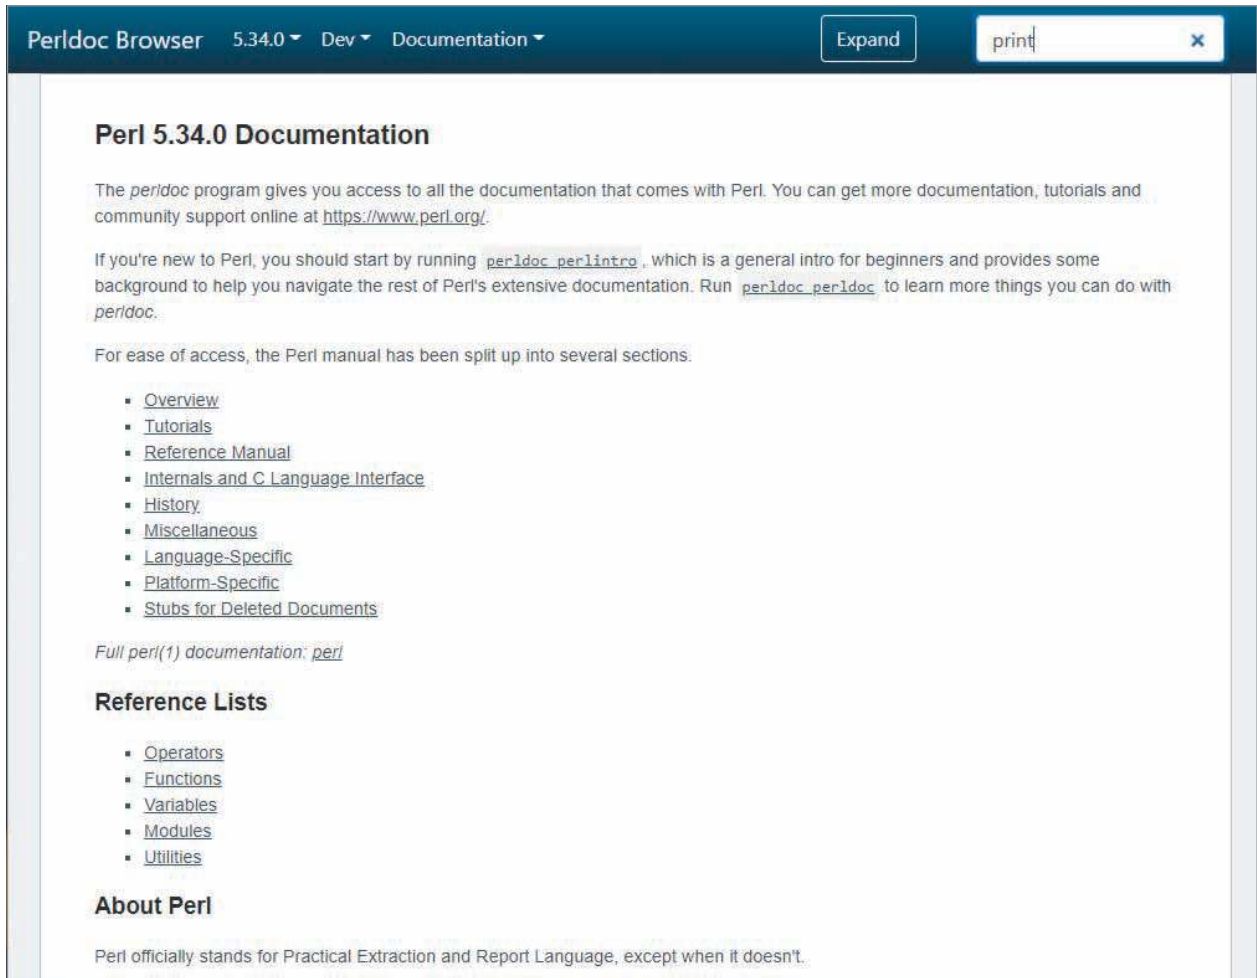 Perldoc Browser 5.34.0 Dev Documentation Expand print
Perl 5.34.0 Documentation
The perldoc program gives you access to all the documentation that comes with Perl. You can get more documentation, tutorials and
community support online at https://www.perl.org/.
If you're new to Perl, you should start by running perldoc perlintro , which is a general intro for beginners and provides some
background to help you navigate the rest of Perl's extensive documentation. Run perldoc perldoc to learn more things you can do with
perldoc.
For ease of access, the Perl manual has been split up into several sections.
Overview
Tutorials
Reference Manual
Internals and C Language Interface
History
Miscellaneous
Language-Specific
Platform-Specific
Stubs for Deleted Documents
Full perl(1) documentation: perl
Reference Lists
Operators
Functions
Variables
Modules
Utilities
About Perl
Perl officially stands for Practical Extraction and Report Language, except when it doesn't.